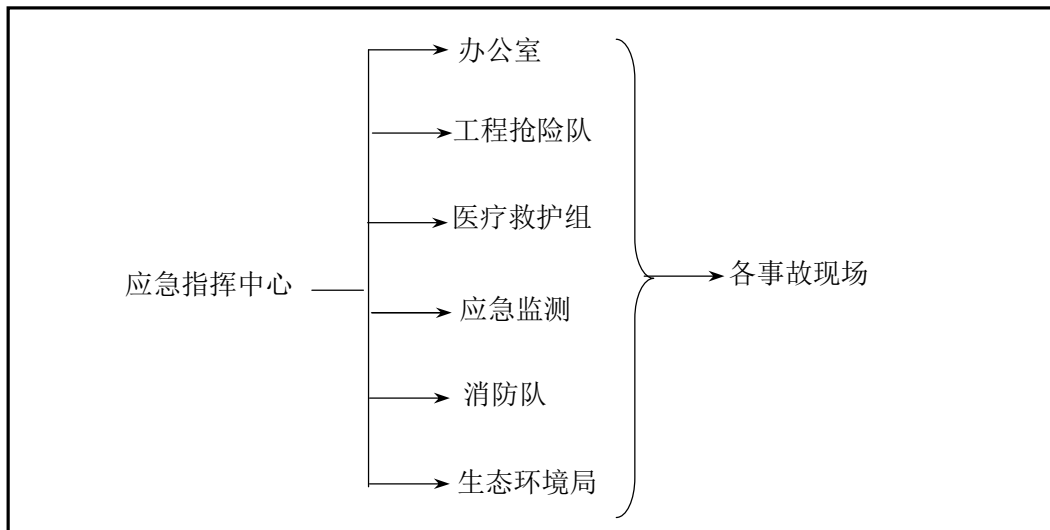 办公室
工程抢险队
医疗救护组
应急指挥中心
各事故现场
应急监测
消防队
生态环境局